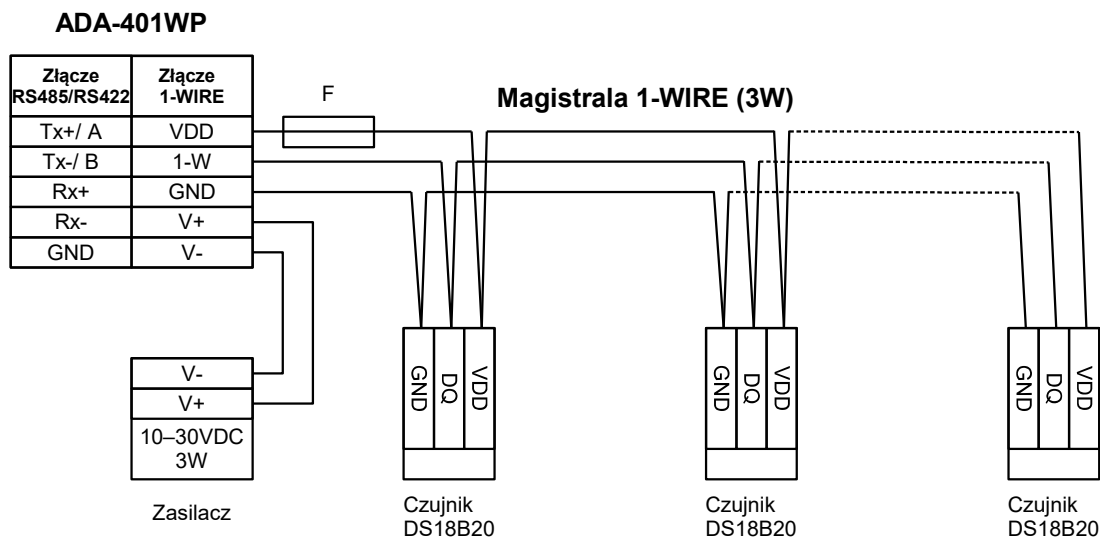 ADA-401WP
Złącze RS485/RS422
Złącze 1-WIRE
Tx+/ A VDD
Tx-/ B 1-W
Rx+ GND
Rx- V+
GND V-
F
Magistrala 1-WIRE (3W)
V-
V+
10–30VDC
3W
Zasilacz
GND DQ VDD
Czujnik
DS18B20
GND DQ VDD
Czujnik
DS18B20
GND DQ VDD
Czujnik
DS18B20